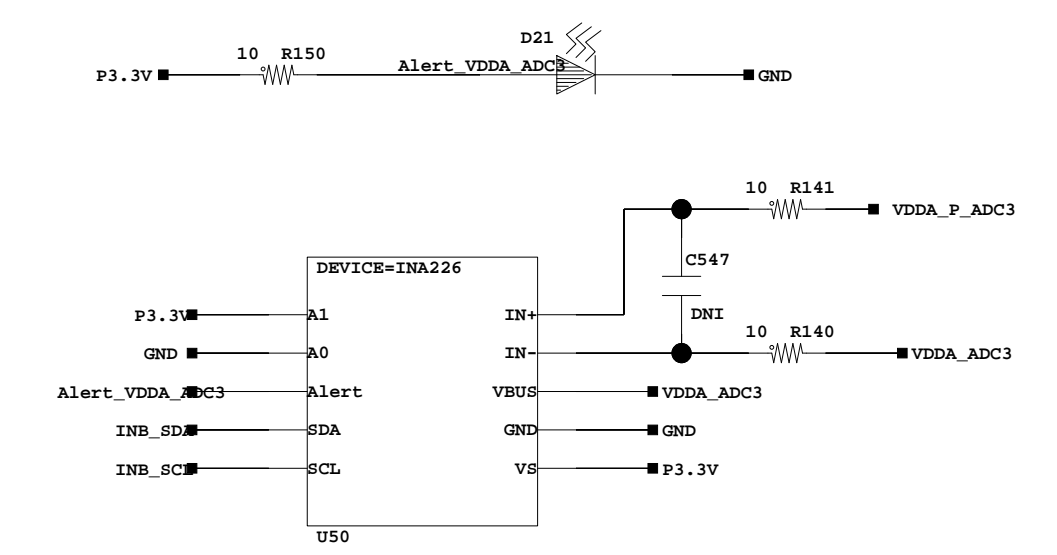 D21
10 R150
P3.3V Alert_VDDA_ADC3 GND
10 R141
VDDA_P_ADC3
C547
DEVICE=INA226
DNI
P3.3V A1 IN+
10 R140
GND A0 IN- VDDA_ADC3
Alert_VDDA_ADC3 Alert VBUS VDDA_ADC3
INB_SDA SDA GND GND
INB_SCL SCL VS P3.3V
U50